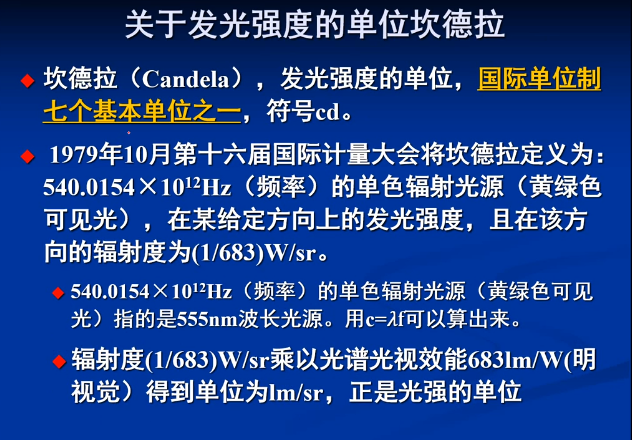 关于发光强度的单位坎德拉
坎德拉（Candela），发光强度的单位，国际单位制
七个基本单位之一，符号cd。
1979年10月第十六届国际计量大会将坎德拉定义为：
540.0154×10¹²Hz（频率）的单色辐射光源（黄绿色
可见光），在某给定方向上的发光强度，且在该方
向的辐射度为(1/683)W/sr。
540.0154×10¹²Hz（频率）的单色辐射光源（黄绿色可见
光）指的是555nm波长光源。用c=λf可以算出来。
辐射度(1/683)W/sr乘以光谱光视效能683lm/W(明
视觉）得到单位为lm/sr，正是光强的单位